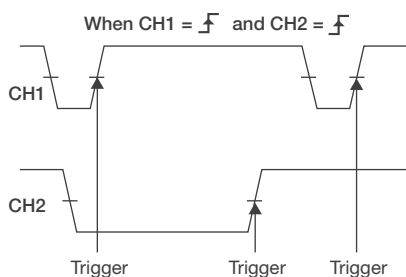 When CH1 = and CH2 =
CH1
CH2
Trigger Trigger Trigger